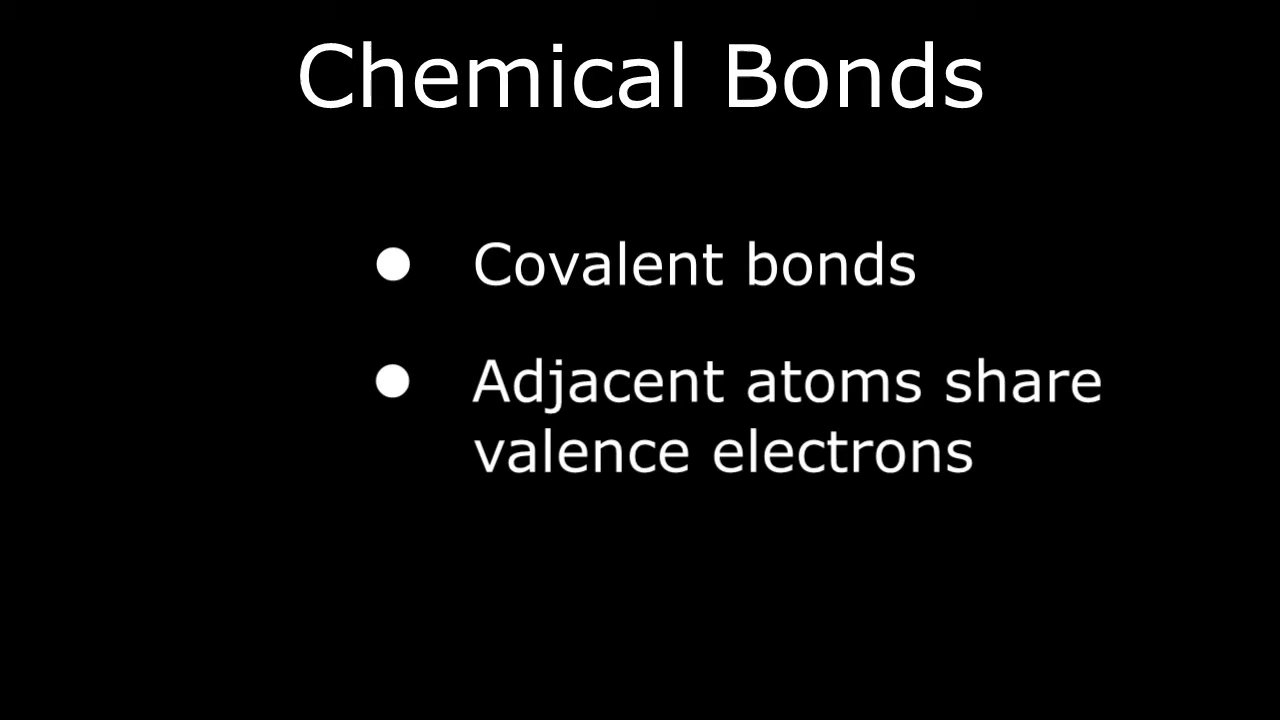 Chemical Bonds
● Covalent bonds
● Adjacent atoms share
valence electrons